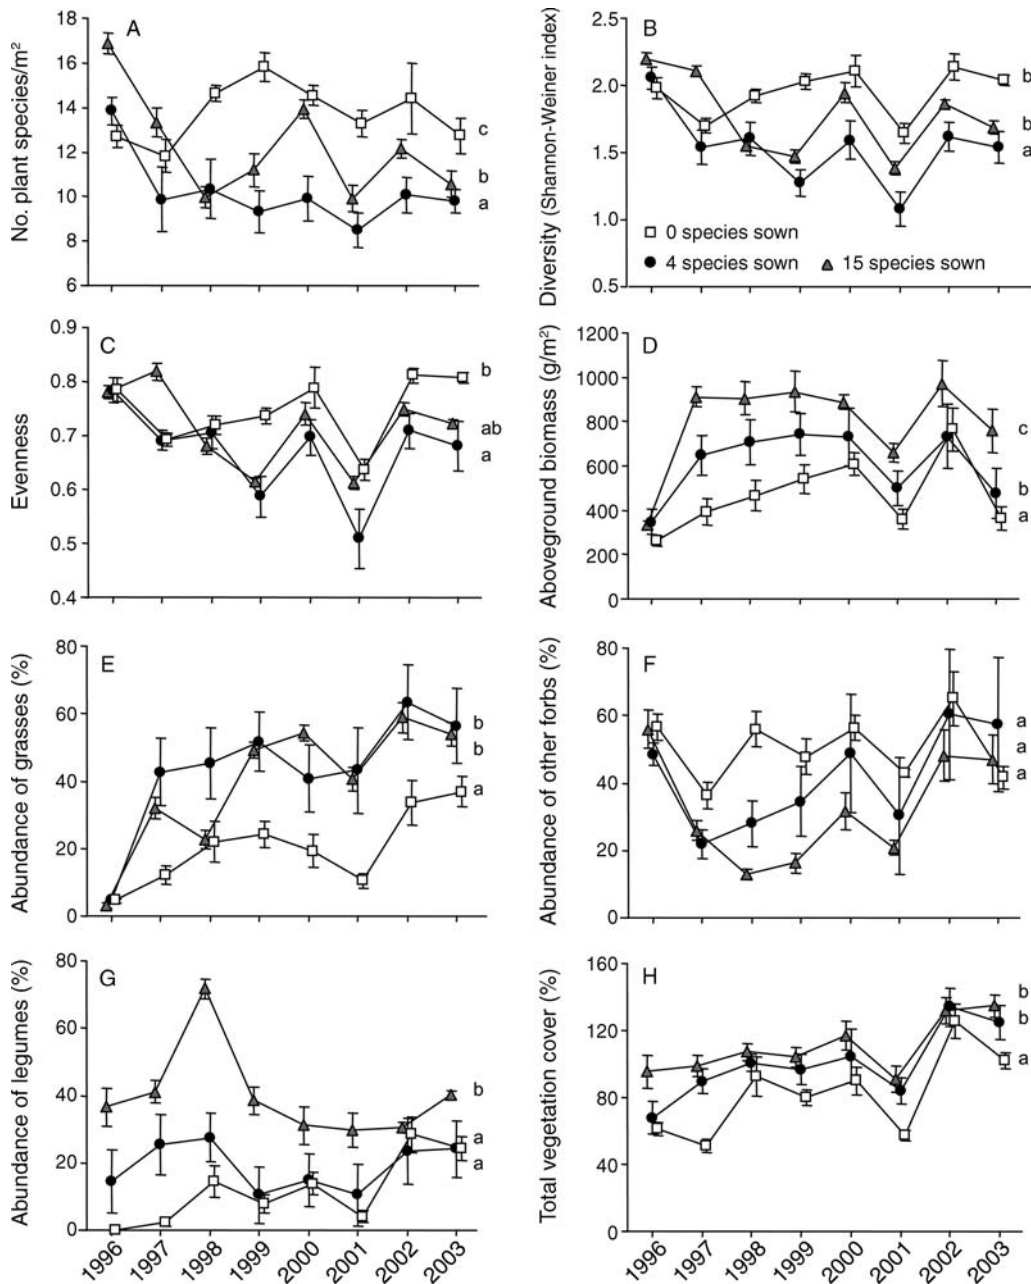 A
No. plant species/m²
18
16
14
12
10
8
6
c
b
a
B
Diversity (Shannon-Weiner index)
2.5
2.0
1.5
1.0
0.5
b
b
a
0 species sown
4 species sown
15 species sown
C
Evenness
0.9
0.8
0.7
0.6
0.5
0.4
b
ab
a
D
Aboveground biomass (g/m²)
1200
1000
800
600
400
200
0
c
b
a
E
Abundance of grasses (%)
80
60
40
20
0
b
b
a
F
Abundance of other forbs (%)
80
60
40
20
0
a
a
a
G
Abundance of legumes (%)
80
60
40
20
0
b
a
a
1996
1997
1998
1999
2000
2001
2002
2003
H
Total vegetation cover (%)
160
120
80
40
0
b
b
a
1996
1997
1998
1999
2000
2001
2002
2003